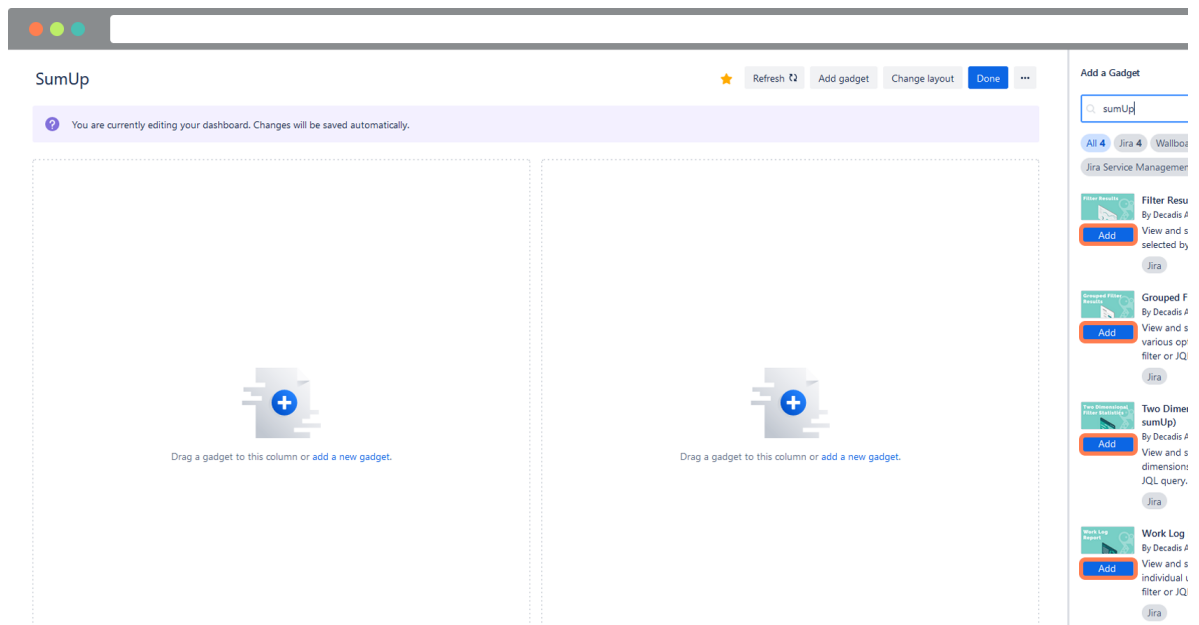 SumUp
Refresh
Add gadget
Change layout
Done
You are currently editing your dashboard. Changes will be saved automatically.
Drag a gadget to this column or add a new gadget.
Drag a gadget to this column or add a new gadget.
Add a Gadget
sumUp
All 4
Jira 4
Wallboa
Jira Service Managemen
Filter Results
Filter Resu
By Decadis A
Add
View and s
selected by
Jira
Grouped Filter
Results
Grouped F
By Decadis A
Add
View and s
various opt
filter or JQL
Jira
Two Dimensional
Filter Statistics
Two Dimen
sumUp)
By Decadis A
Add
View and s
dimensions
JQL query.
Jira
Work Log
Report
Work Log
By Decadis A
Add
View and s
individual u
filter or JQL
Jira